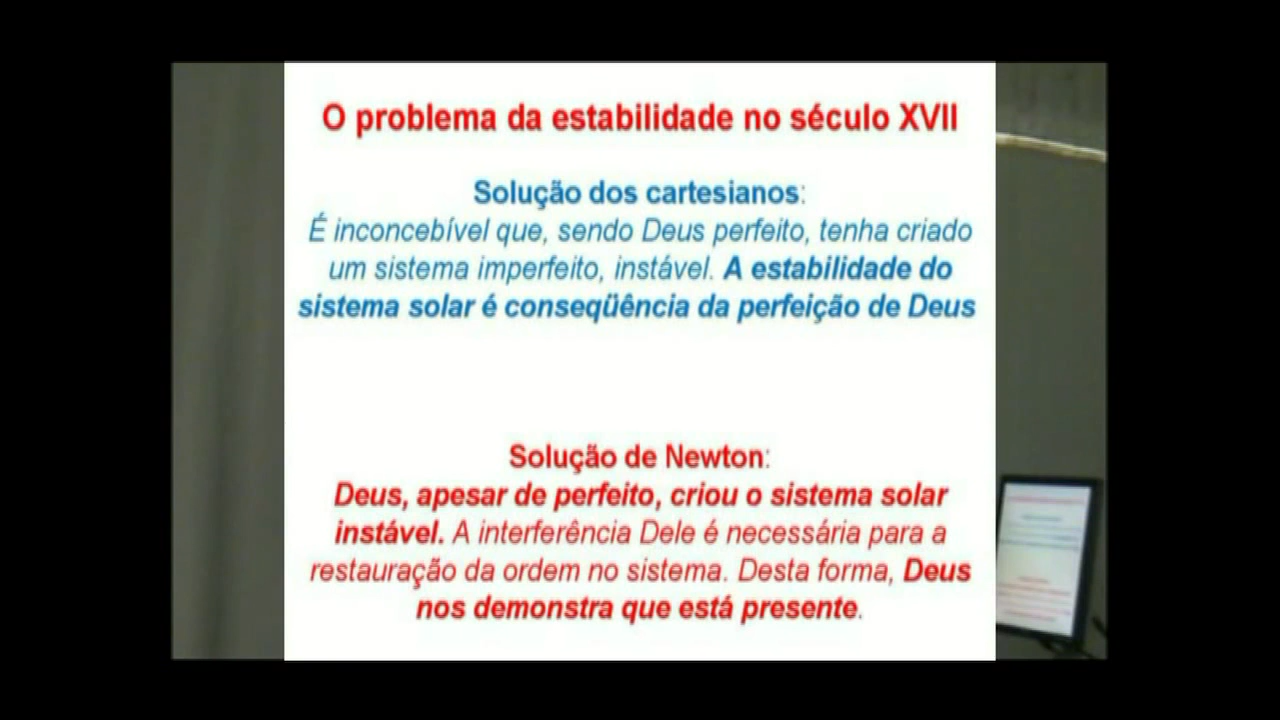 O problema da estabilidade no século XVII
Solução dos cartesianos:
É inconcebível que, sendo Deus perfeito, tenha criado
um sistema imperfeito, instável. A estabilidade do
sistema solar é conseqüência da perfeição de Deus
Solução de Newton:
Deus, apesar de perfeito, criou o sistema solar
instável. A interferência Dele é necessária para a
restauração da ordem no sistema. Desta forma, Deus
nos demonstra que está presente.